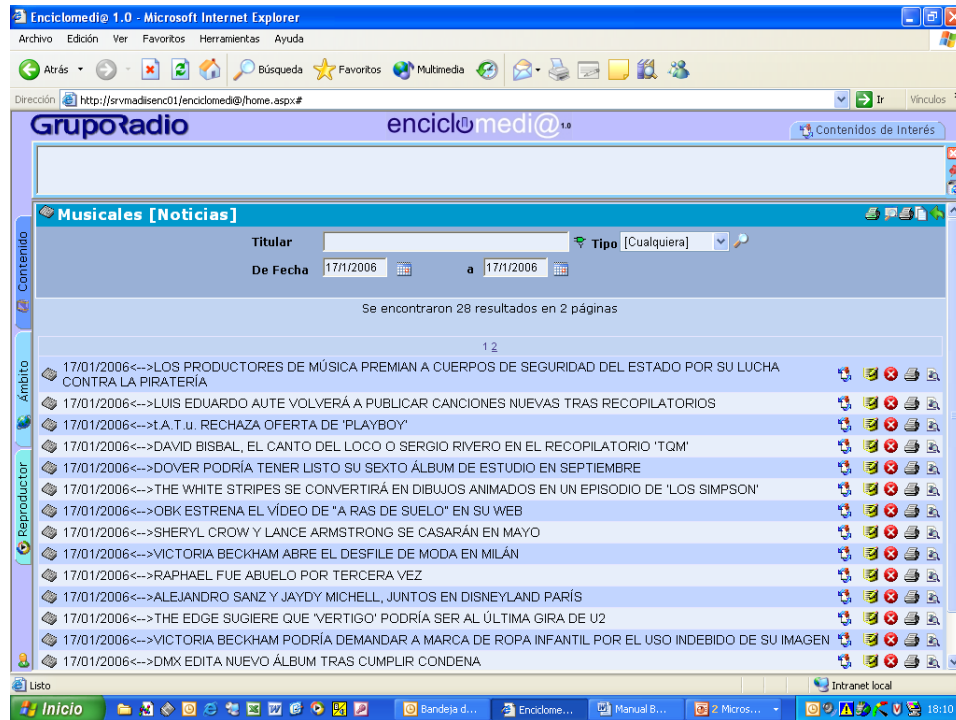 Enciclomedi@ 1.0 - Microsoft Internet Explorer
Archivo Edición Ver Favoritos Herramientas Ayuda
Atrás Búsqueda Favoritos Multimedia
Dirección http://srvmadiisenc01/enciclomedi@/home.aspx# Ir Vínculos
GrupoRadio enciclomedi@1.0 Contenidos de Interés
Musicales [Noticias]
Titular Tipo [Cualquiera]
De Fecha 17/1/2006 a 17/1/2006
Se encontraron 28 resultados en 2 páginas
1 2
17/01/2006<-->LOS PRODUCTORES DE MÚSICA PREMIAN A CUERPOS DE SEGURIDAD DEL ESTADO POR SU LUCHA
CONTRA LA PIRATERÍA
17/01/2006<-->LUIS EDUARDO AUTE VOLVERÁ A PUBLICAR CANCIONES NUEVAS TRAS RECOPILATORIOS
17/01/2006<-->t.A.T.u. RECHAZA OFERTA DE 'PLAYBOY'
17/01/2006<-->DAVID BISBAL, EL CANTO DEL LOCO O SERGIO RIVERO EN EL RECOPILATORIO 'TQM'
17/01/2006<-->DOVER PODRÍA TENER LISTO SU SEXTO ÁLBUM DE ESTUDIO EN SEPTIEMBRE
17/01/2006<-->THE WHITE STRIPES SE CONVERTIRÁ EN DIBUJOS ANIMADOS EN UN EPISODIO DE 'LOS SIMPSON'
17/01/2006<-->OBK ESTRENA EL VÍDEO DE "A RAS DE SUELO" EN SU WEB
17/01/2006<-->SHERYL CROW Y LANCE ARMSTRONG SE CASARÁN EN MAYO
17/01/2006<-->VICTORIA BECKHAM ABRE EL DESFILE DE MODA EN MILÁN
17/01/2006<-->RAPHAEL FUE ABUELO POR TERCERA VEZ
17/01/2006<-->ALEJANDRO SANZ Y JAYDY MICHELL, JUNTOS EN DISNEYLAND PARÍS
17/01/2006<-->THE EDGE SUGIERE QUE 'VERTIGO' PODRÍA SER AL ÚLTIMA GIRA DE U2
17/01/2006<-->VICTORIA BECKHAM PODRÍA DEMANDAR A MARCA DE ROPA INFANTIL POR EL USO INDEBIDO DE SU IMAGEN
17/01/2006<-->DMX EDITA NUEVO ÁLBUM TRAS CUMPLIR CONDENA
Contenido
Ámbito
Reproductor
Listo Intranet local
Inicio Bandeja d... Enciclome... Manual B... 2 Micros... 18:10